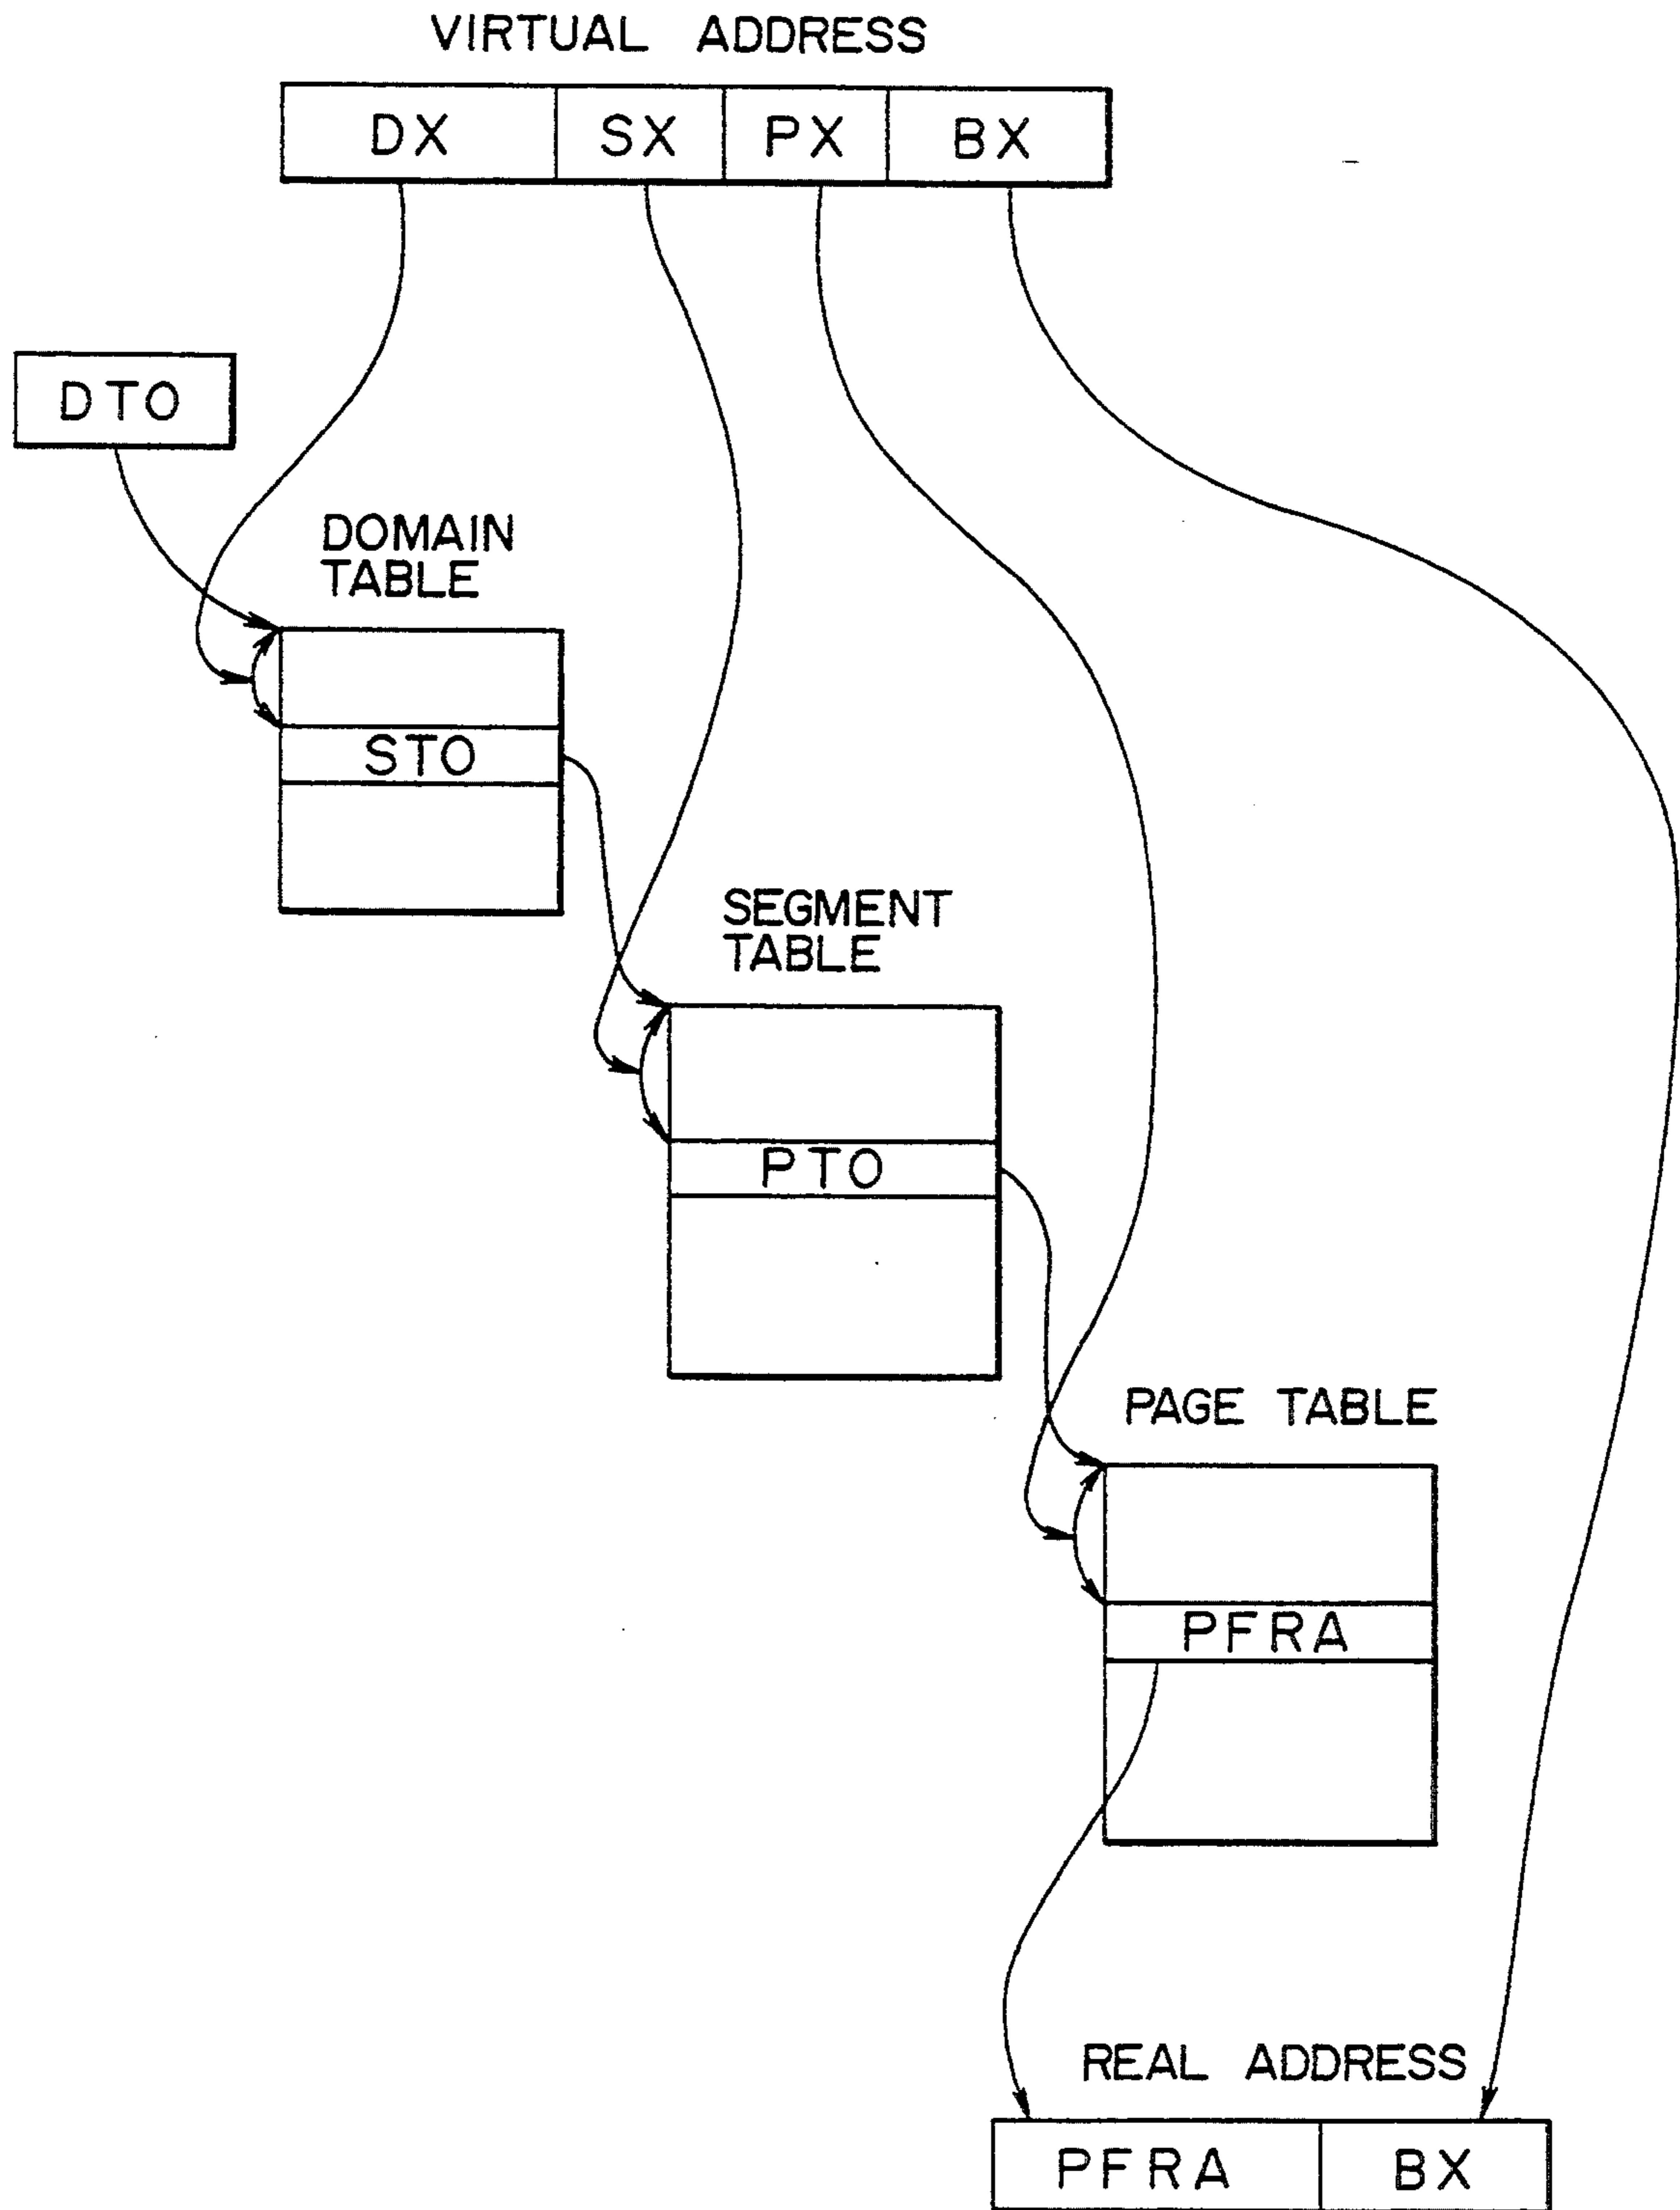 VIRTUAL ADDRESS
DX SX PX BX
DTO
DOMAIN
TABLE
STO
SEGMENT
TABLE
PTO
PAGE TABLE
PFRA
REAL ADDRESS
PFRA BX